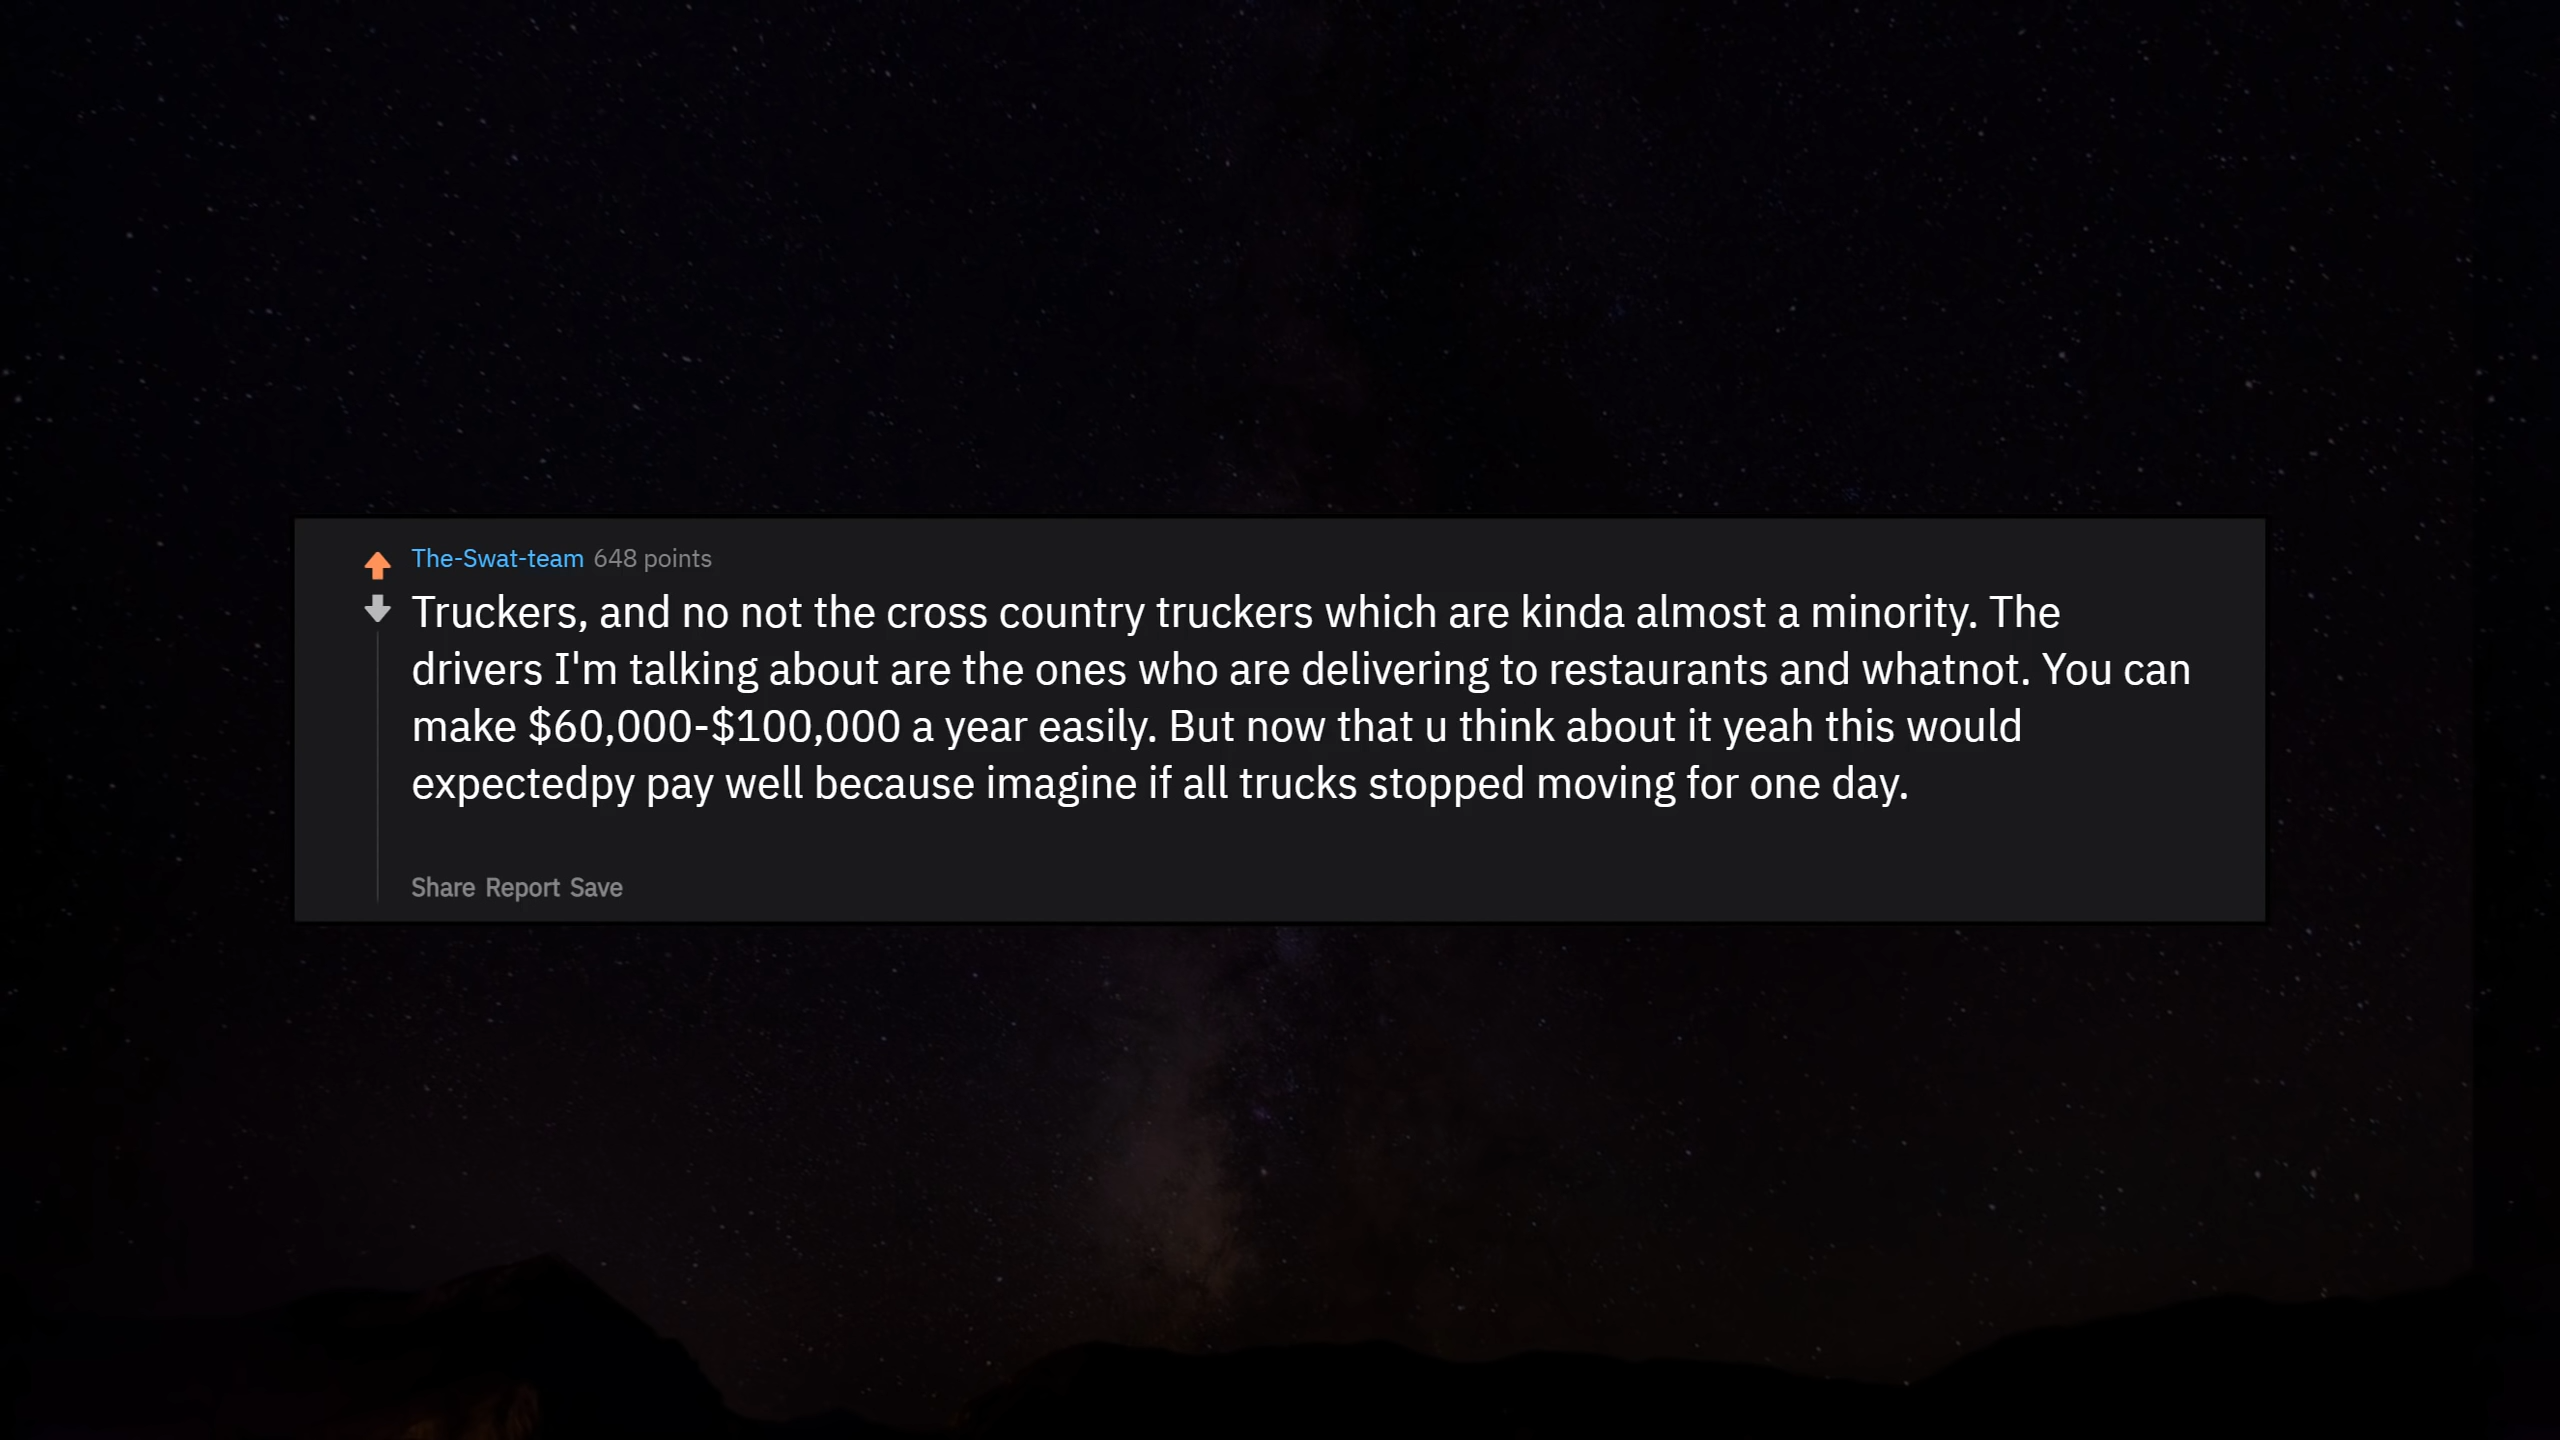 The-Swat-team 648 points
Truckers, and no not the cross country truckers which are kinda almost a minority. The
drivers I'm talking about are the ones who are delivering to restaurants and whatnot. You can
make $60,000-$100,000 a year easily. But now that u think about it yeah this would
expectedpy pay well because imagine if all trucks stopped moving for one day.
Share Report Save